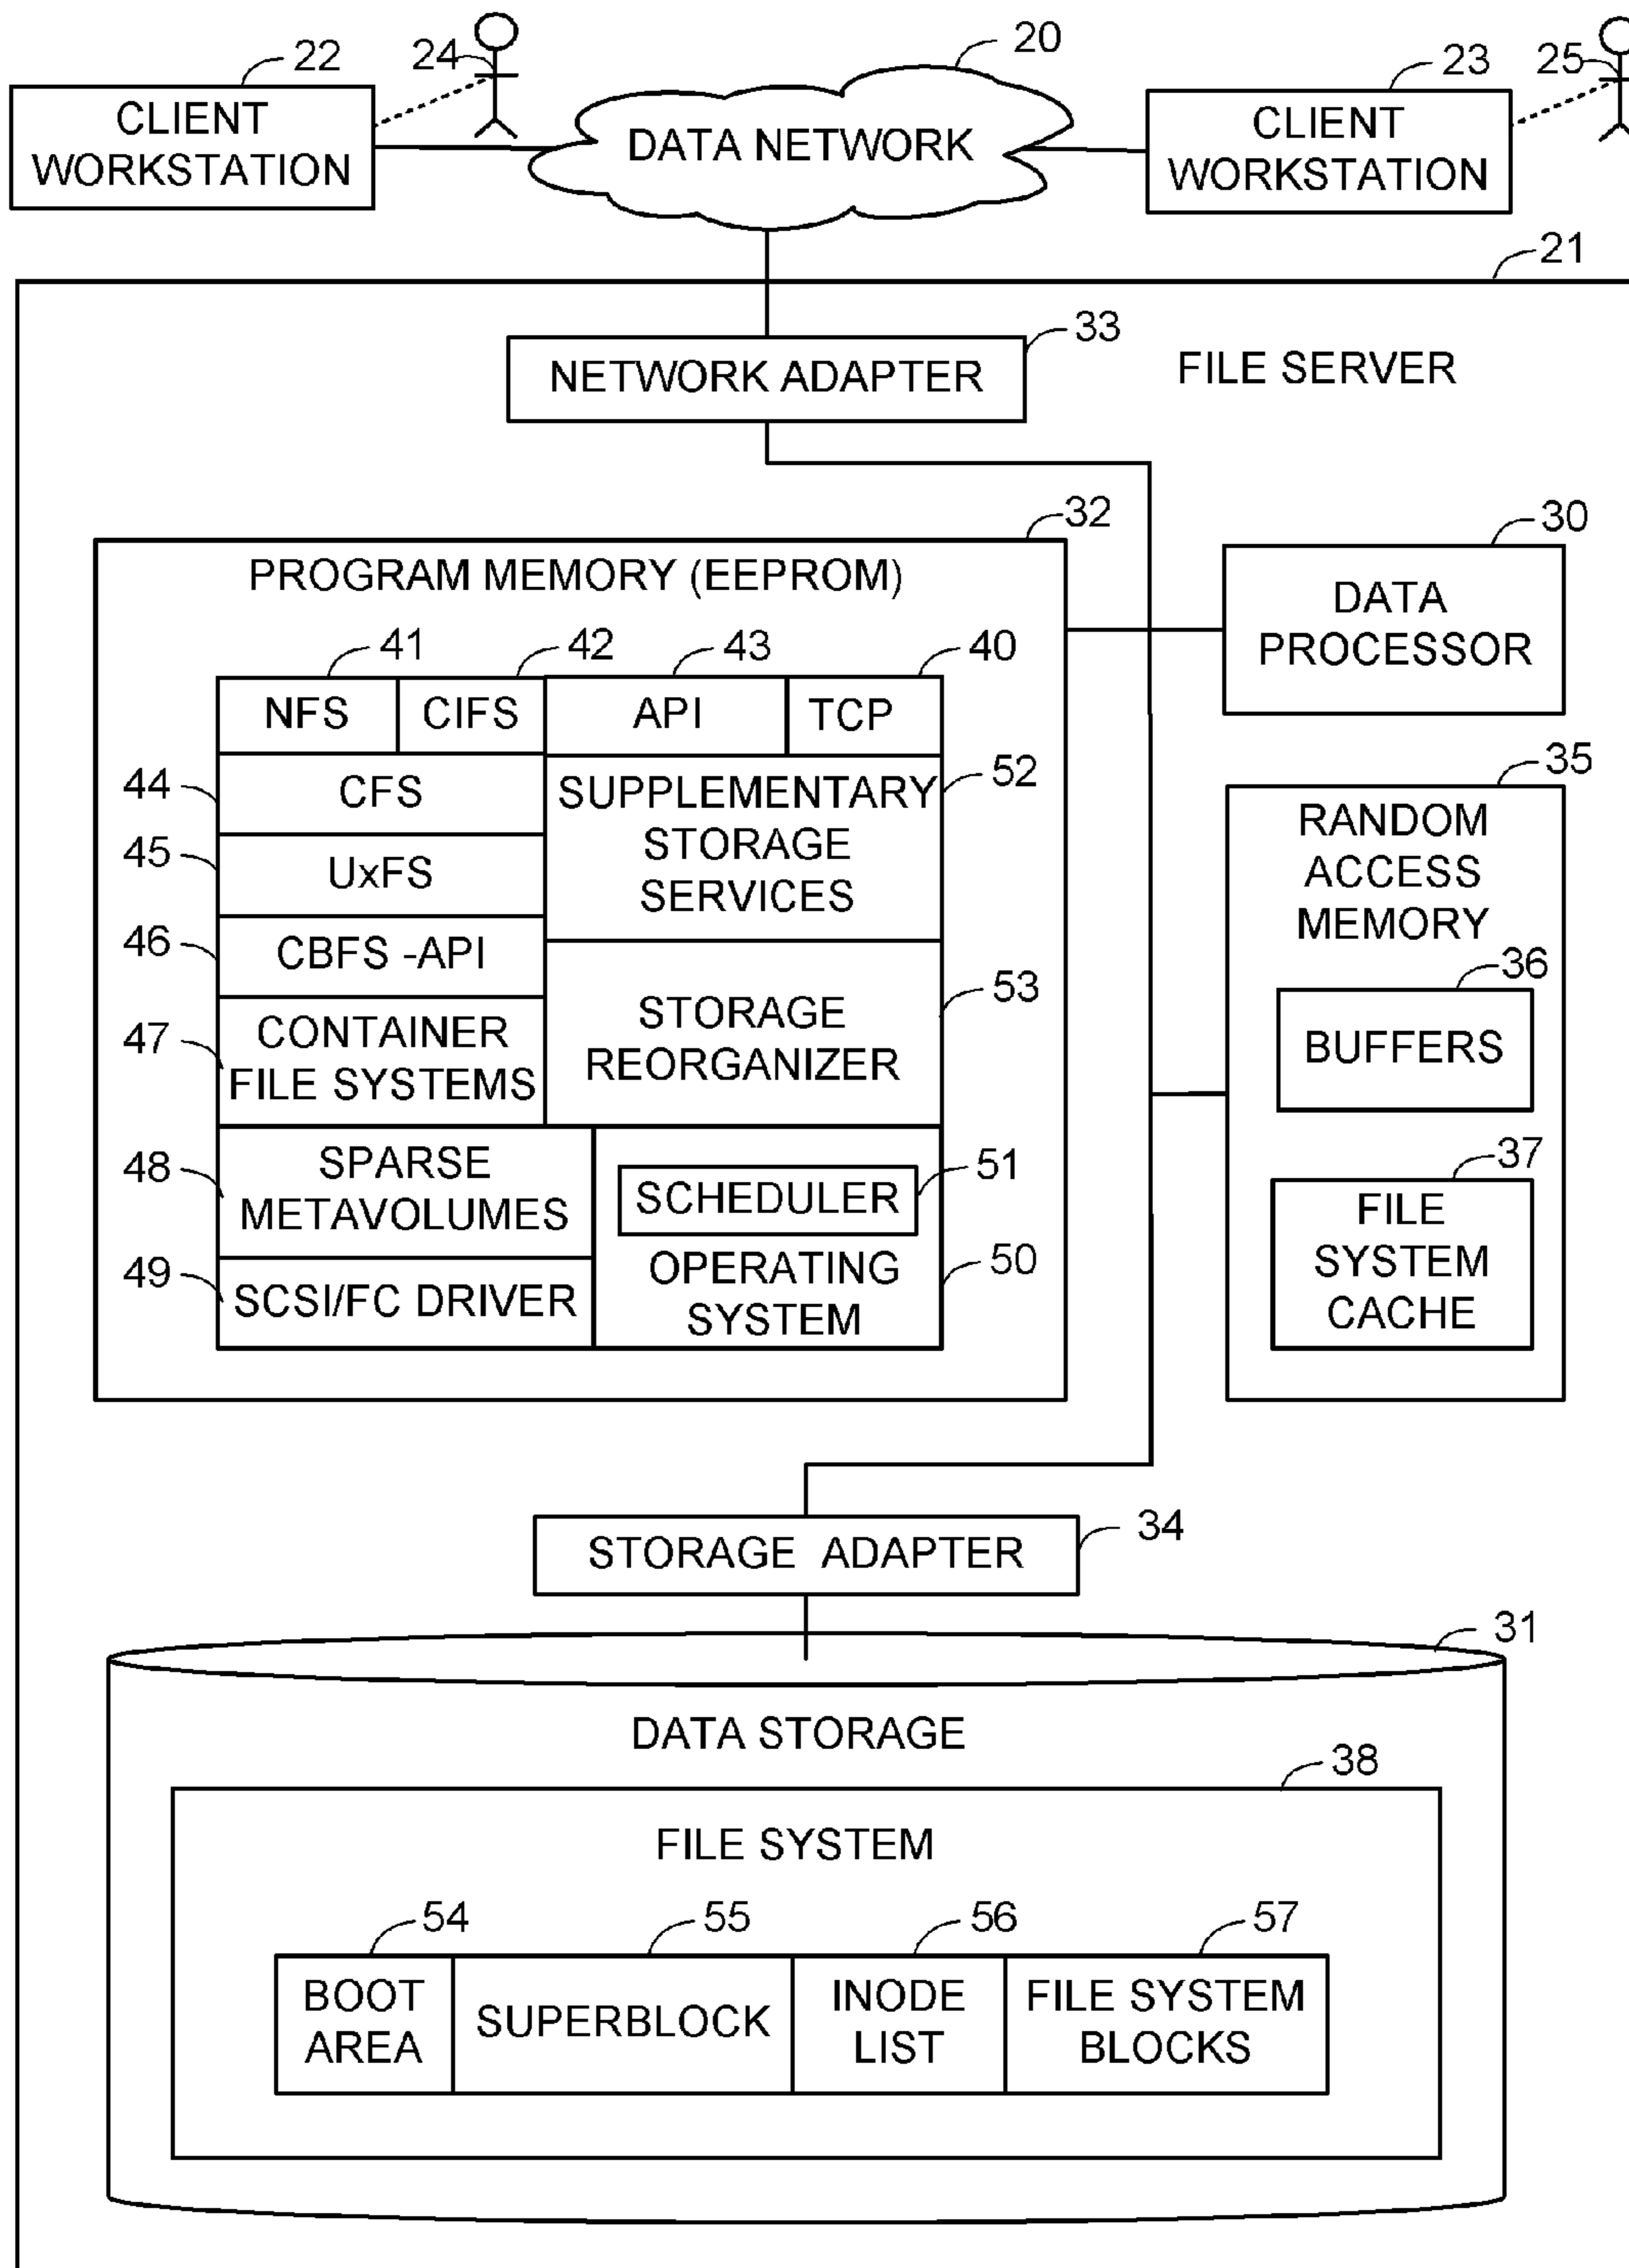 22
24
20
23
25
CLIENT
WORKSTATION
DATA NETWORK
CLIENT
WORKSTATION
21
33
NETWORK ADAPTER
FILE SERVER
32
30
PROGRAM MEMORY (EEPROM)
DATA
PROCESSOR
41
42
43
40
NFS
CIFS
API
TCP
44
CFS
45
UxFS
46
CBFS -API
47
CONTAINER
FILE SYSTEMS
48
SPARSE
METAVOLUMES
49
SCSI/FC DRIVER
52
SUPPLEMENTARY
STORAGE
SERVICES
53
STORAGE
REORGANIZER
51
SCHEDULER
50
OPERATING
SYSTEM
35
RANDOM
ACCESS
MEMORY
36
BUFFERS
37
FILE
SYSTEM
CACHE
34
STORAGE ADAPTER
31
DATA STORAGE
38
FILE SYSTEM
54
55
56
57
BOOT
AREA
SUPERBLOCK
INODE
LIST
FILE SYSTEM
BLOCKS